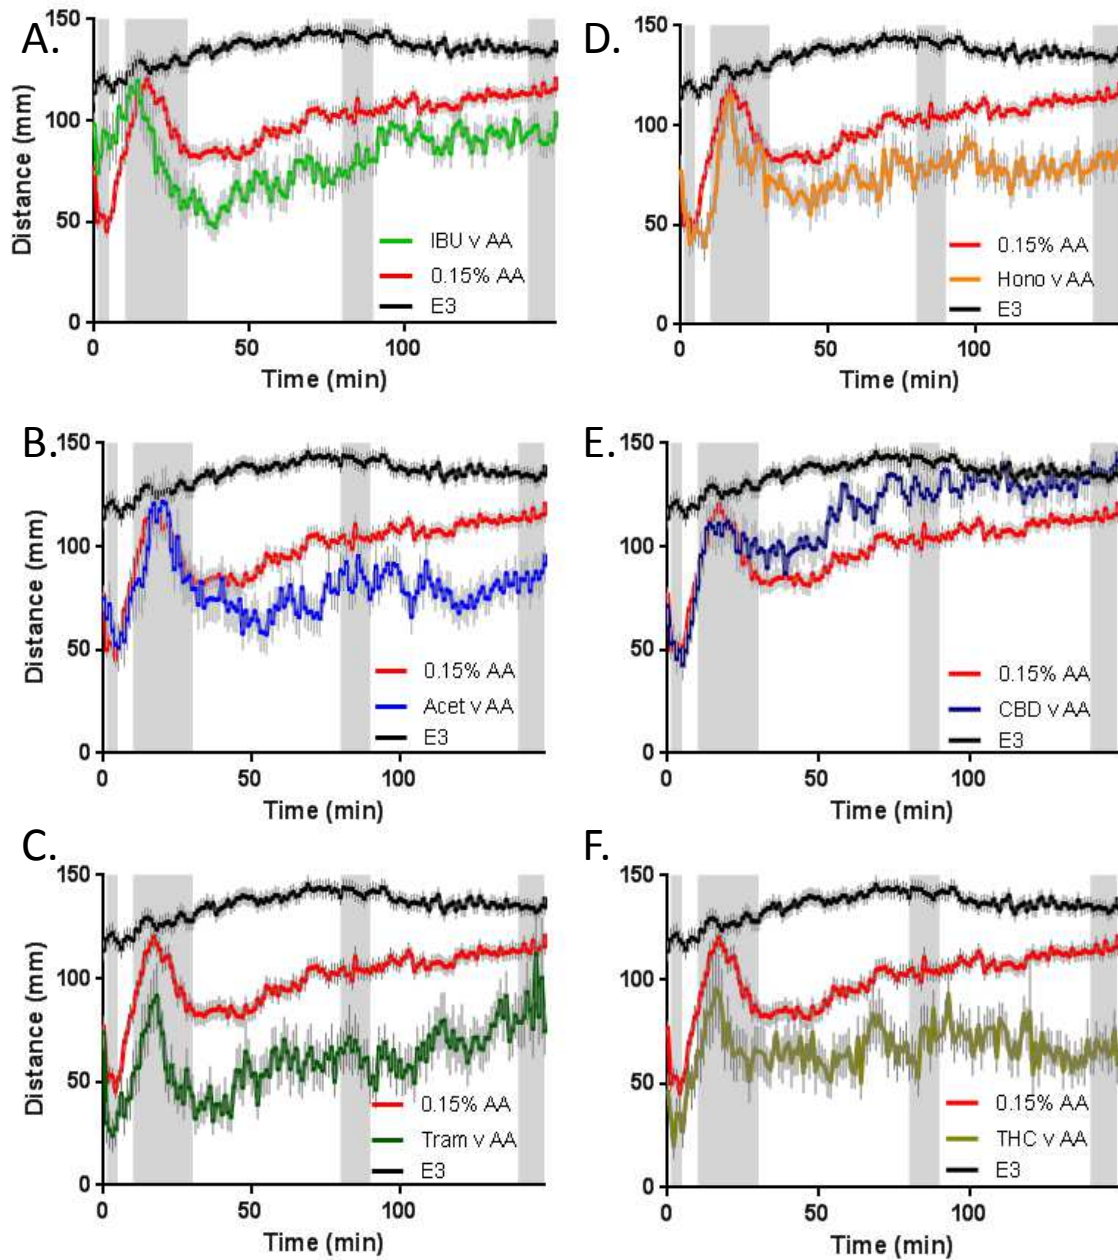 A.
150
100
50
0
Distance (mm)
IBU v AA
0.15% AA
E3
0 50 100
Time (min)
D.
150
100
50
0
0.15% AA
Hono v AA
E3
0 50 100
Time (min)
B.
150
100
50
0
Distance (mm)
0.15% AA
Acet v AA
E3
0 50 100
Time (min)
E.
150
100
50
0
0.15% AA
CBD v AA
E3
0 50 100
Time (min)
C.
150
100
50
0
Distance (mm)
0.15% AA
Tram v AA
E3
0 50 100
Time (min)
F.
150
100
50
0
0.15% AA
THC v AA
E3
0 50 100
Time (min)